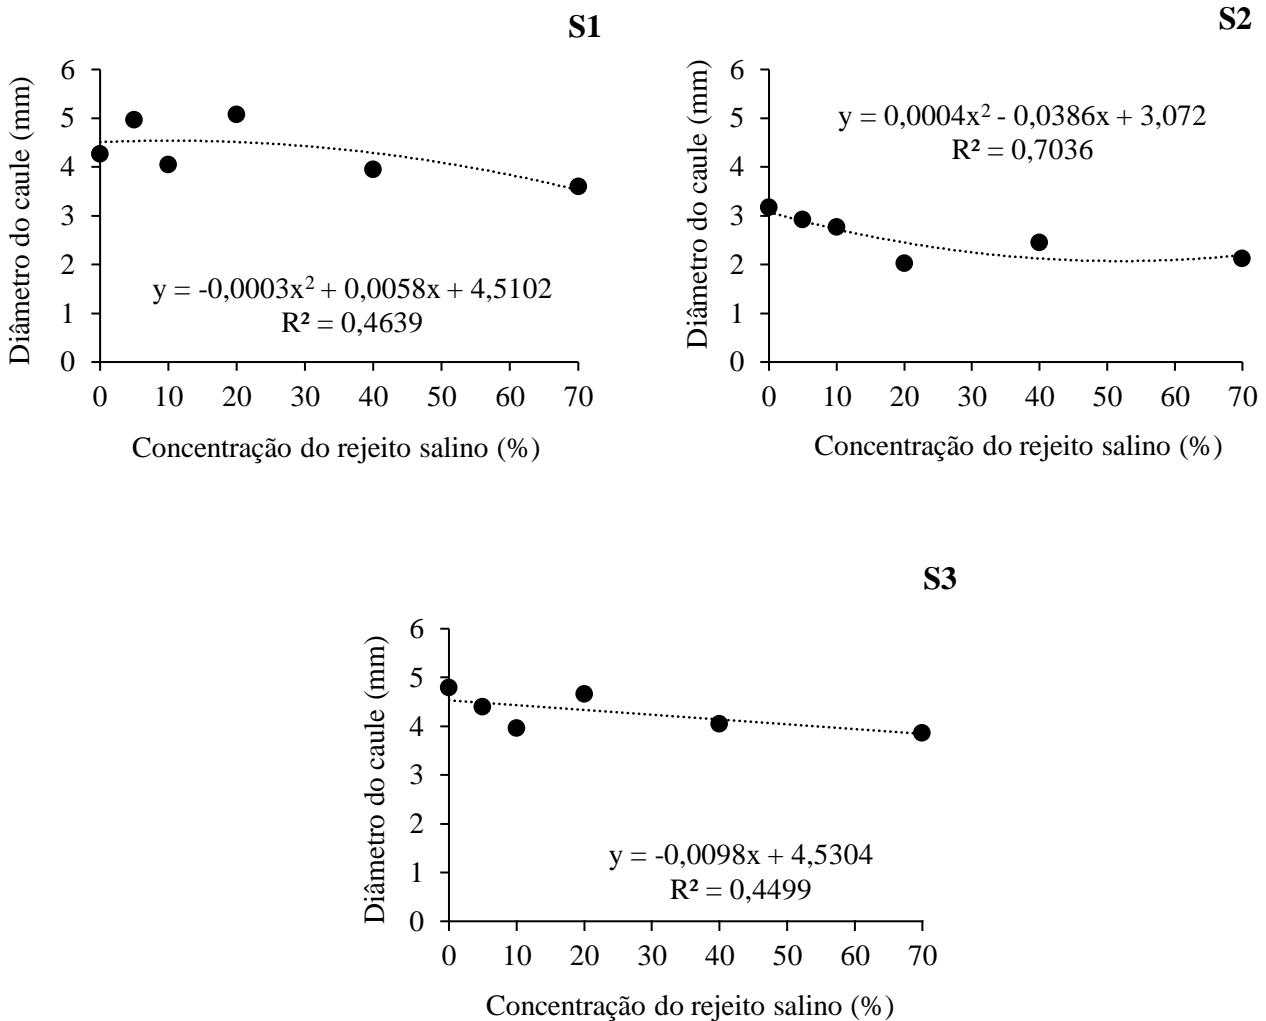 S1
6
5
4
3
2
1
0
0 10 20 30 40 50 60 70
Diâmetro do caule (mm)
y = -0,0003x² + 0,0058x + 4,5102
R² = 0,4639
Concentração do rejeito salino (%)
S2
6
5
4
3
2
1
0
0 10 20 30 40 50 60 70
Diâmetro do caule (mm)
y = 0,0004x² - 0,0386x + 3,072
R² = 0,7036
Concentração do rejeito salino (%)
S3
6
5
4
3
2
1
0
0 10 20 30 40 50 60 70
Diâmetro do caule (mm)
y = -0,0098x + 4,5304
R² = 0,4499
Concentração do rejeito salino (%)